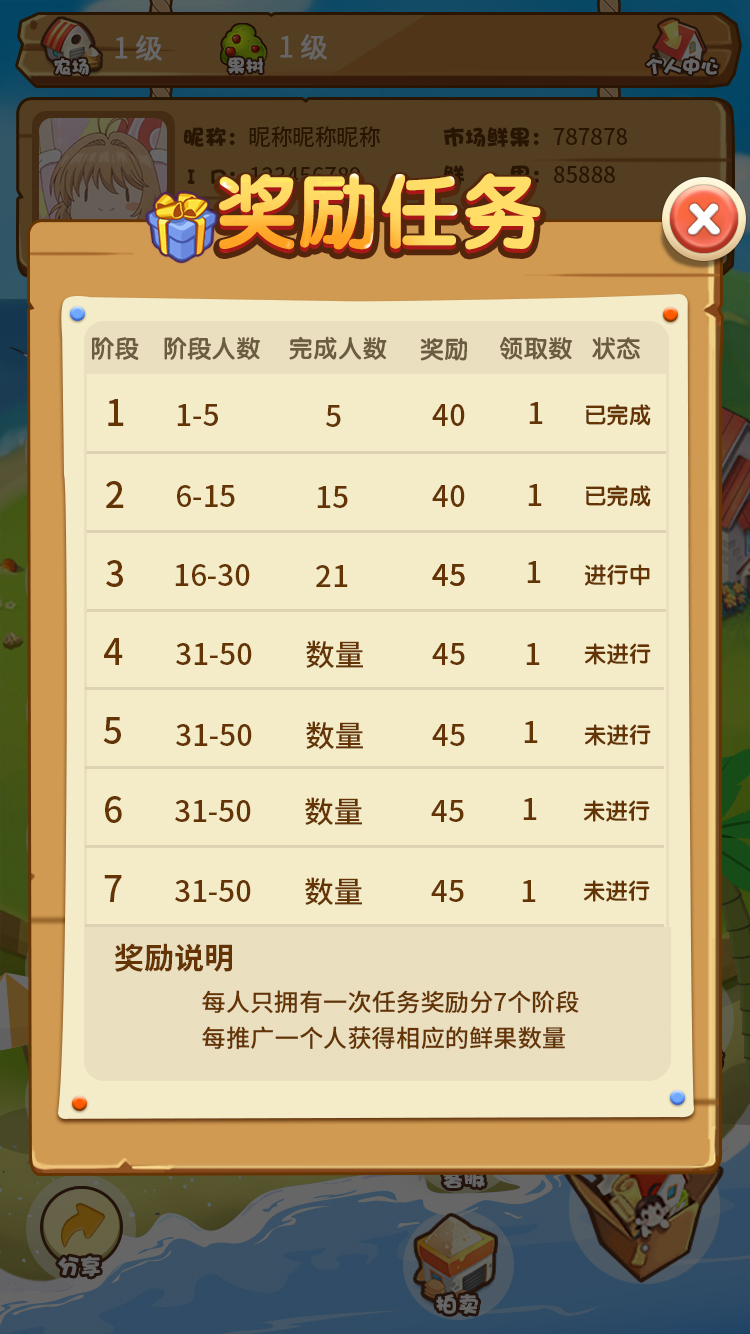 1级 1级
农场 果树 个人中心
昵称：昵称昵称昵称 市场鲜果：787878
ID：123456789 鲜 果：85888
奖励任务
阶段 阶段人数 完成人数 奖励 领取数 状态
1 1-5 5 40 1 已完成
2 6-15 15 40 1 已完成
3 16-30 21 45 1 进行中
4 31-50 数量 45 1 未进行
5 31-50 数量 45 1 未进行
6 31-50 数量 45 1 未进行
7 31-50 数量 45 1 未进行
奖励说明
每人只拥有一次任务奖励分7个阶段
每推广一个人获得相应的鲜果数量
客服
分享
拍卖